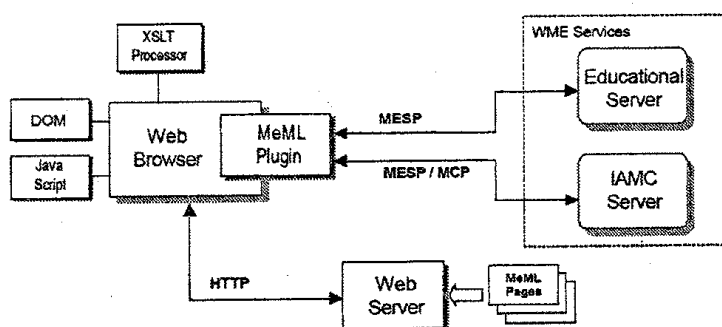 XSLT
Processor
WME Services
Educational
Server
DOM
Web
Browser
MeML
Plugin
MESP
Java
Script
MESP / MCP
IAMC
Server
HTTP
Web
Server
MeML
Pages